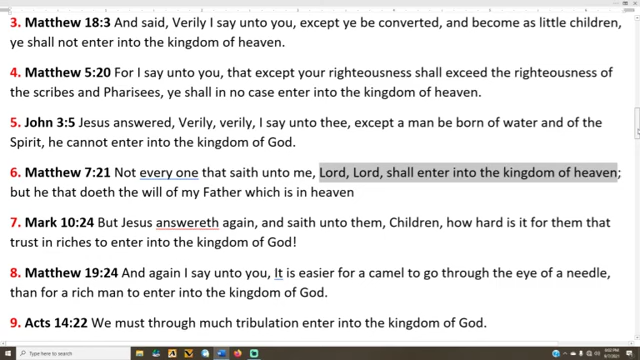 3. Matthew 18:3 And said, Verily I say unto you, except ye be converted, and become as little children,
ye shall not enter into the kingdom of heaven.
4. Matthew 5:20 For I say unto you, that except your righteousness shall exceed the righteousness of
the scribes and Pharisees, ye shall in no case enter into the kingdom of heaven.
5. John 3:5 Jesus answered, Verily, verily, I say unto thee, except a man be born of water and of the
Spirit, he cannot enter into the kingdom of God.
6. Matthew 7:21 Not every one that saith unto me, Lord, Lord, shall enter into the kingdom of heaven;
but he that doeth the will of my Father which is in heaven
7. Mark 10:24 But Jesus answereth again, and saith unto them, Children, how hard is it for them that
trust in riches to enter into the kingdom of God!
8. Matthew 19:24 And again I say unto you, It is easier for a camel to go through the eye of a needle,
than for a rich man to enter into the kingdom of God.
9. Acts 14:22 We must through much tribulation enter into the kingdom of God.
Type here to search